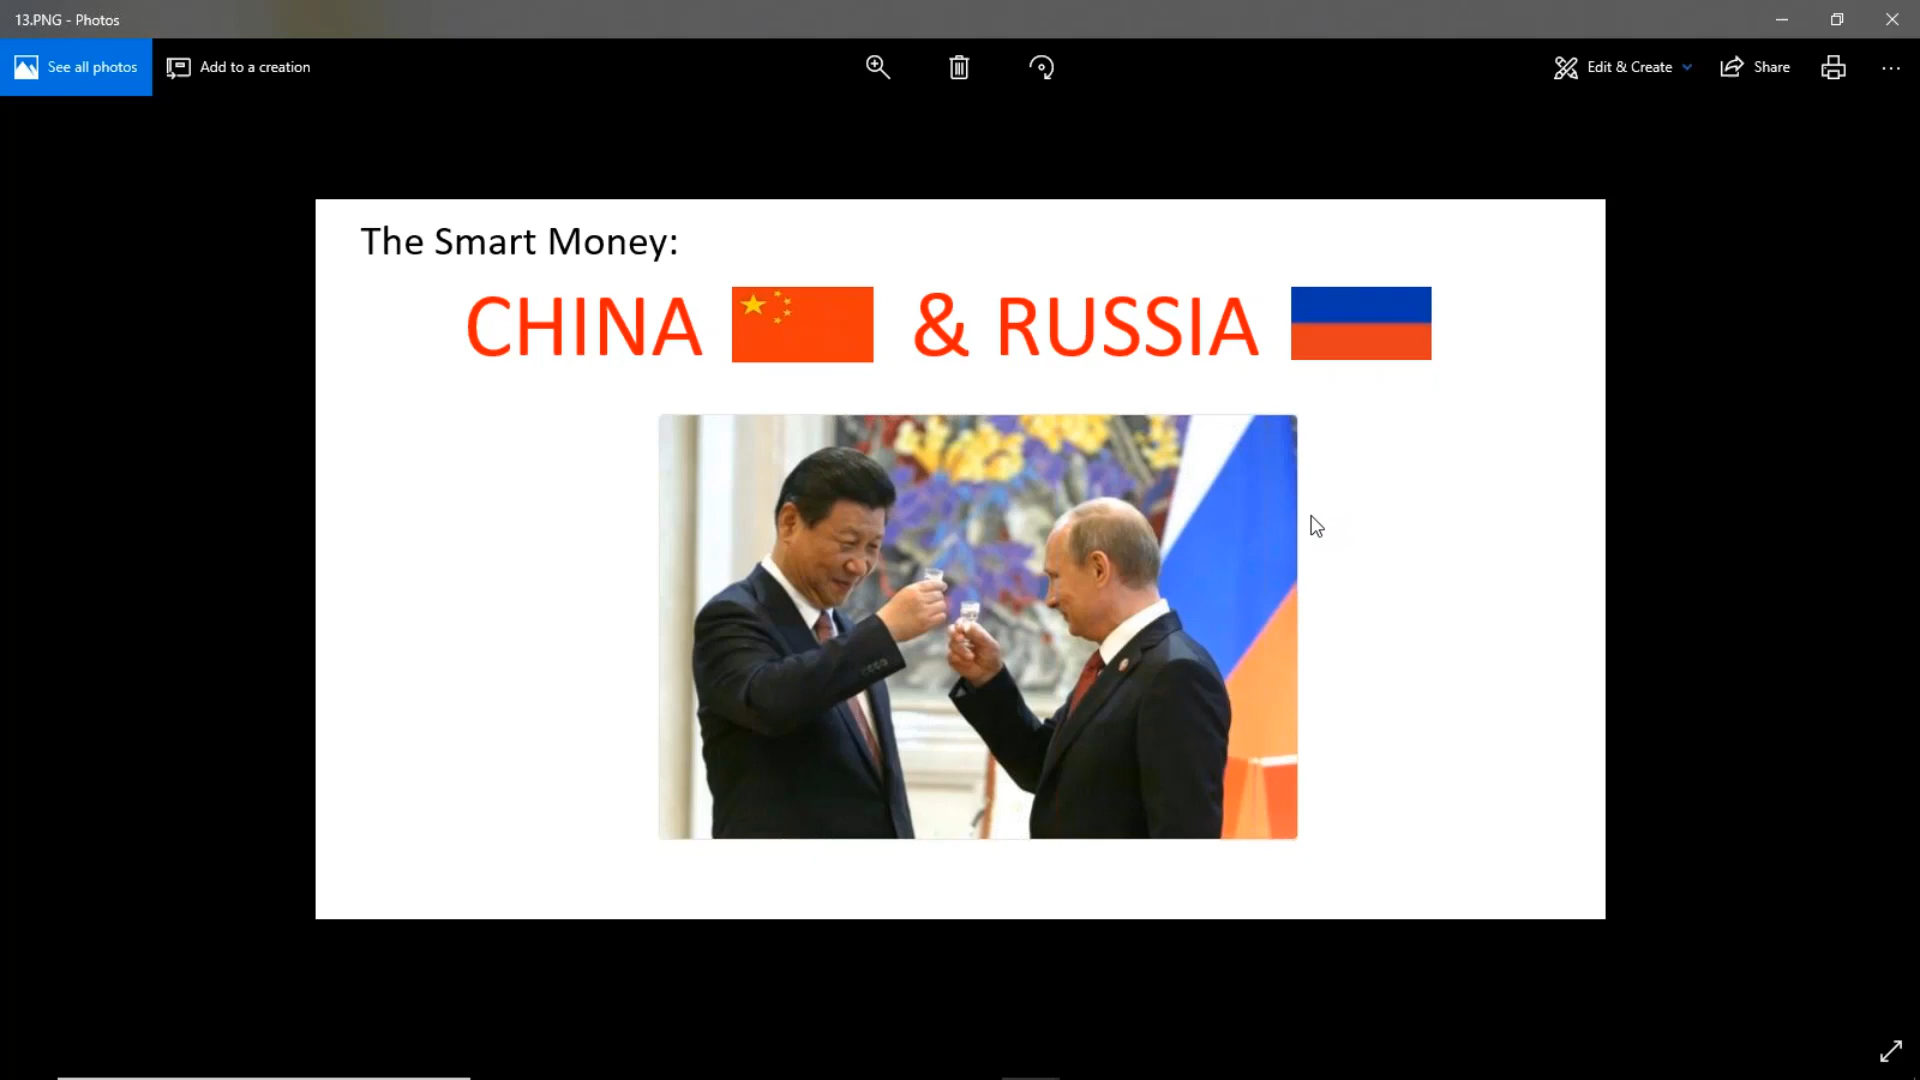 13.PNG - Photos
See all photos
Add to a creation
Edit & Create
Share
The Smart Money:
CHINA & RUSSIA